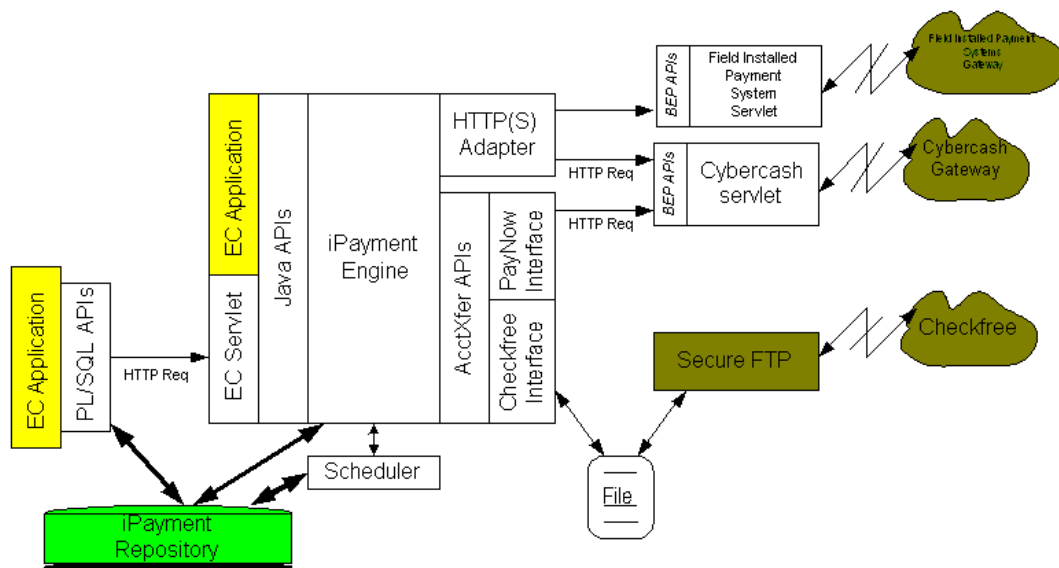 Field Installed Payment
Systems
Gateway
BEP APIs
Field Installed
Payment
System
Servlet
HTTP(S)
Adapter
EC Application
Java APIs
iPayment
Engine
HTTP Req
BEP APIs
Cybercash
servlet
Cybercash
Gateway
HTTP Req
AcctXfer APIs
PayNow
Interface
EC Application
PL/SQL APIs
HTTP Req
EC Servlet
Checkfree
Interface
Secure FTP
Checkfree
Scheduler
File
iPayment
Repository